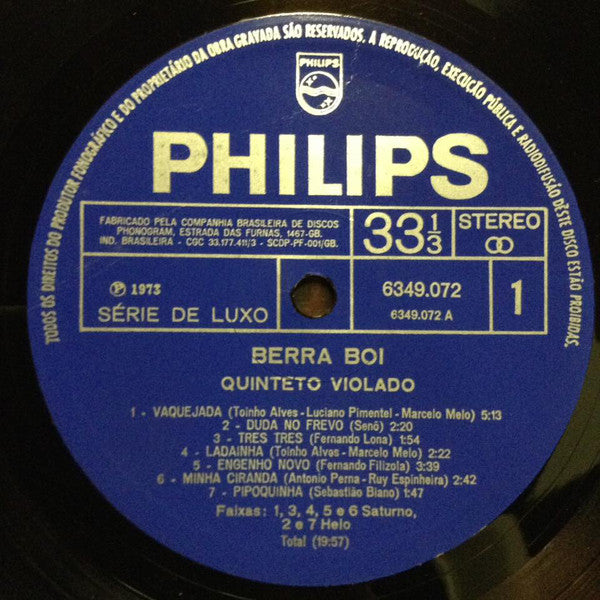 TODOS OS DIREITOS DO PRODUTOR FONOGRÁFICO E DO PROPRIETÁRIO DA OBRA GRAVADA SÃO RESERVADOS. A REPRODUÇÃO, EXECUÇÃO PÚBLICA E RADIODIFUSÃO DÊSTE DISCO ESTÃO PROIBIDAS.
PHILIPS
PHILIPS
FABRICADO PELA COMPANHIA BRASILEIRA DE DISCOS
PHONOGRAM, ESTRADA DAS FURNAS, 1467-GB.
IND. BRASILEIRA - CGC 33.177.411/3 - SCDP-PF-001/GB.
33 1/3
STEREO
℗ 1973
SÉRIE DE LUXO
6349.072
6349.072 A
1
BERRA BOI
QUINTETO VIOLADO
1 - VAQUEJADA (Toinho Alves - Luciano Pimentel - Marcelo Melo) 5:13
2 - DUDA NO FREVO (Senô) 2:20
3 - TRES TRES (Fernando Lona) 1:54
4 - LADAINHA (Toinho Alves - Marcelo Melo) 2:22
5 - ENGENHO NOVO (Fernando Filizola) 3:39
6 - MINHA CIRANDA (Antonio Perna - Ruy Espinheira) 2:42
7 - PIPOQUINHA (Sebastião Biano) 1:47
Faixas: 1, 3, 4, 5 e 6 Saturno,
2 e 7 Helo
Total (19:57)